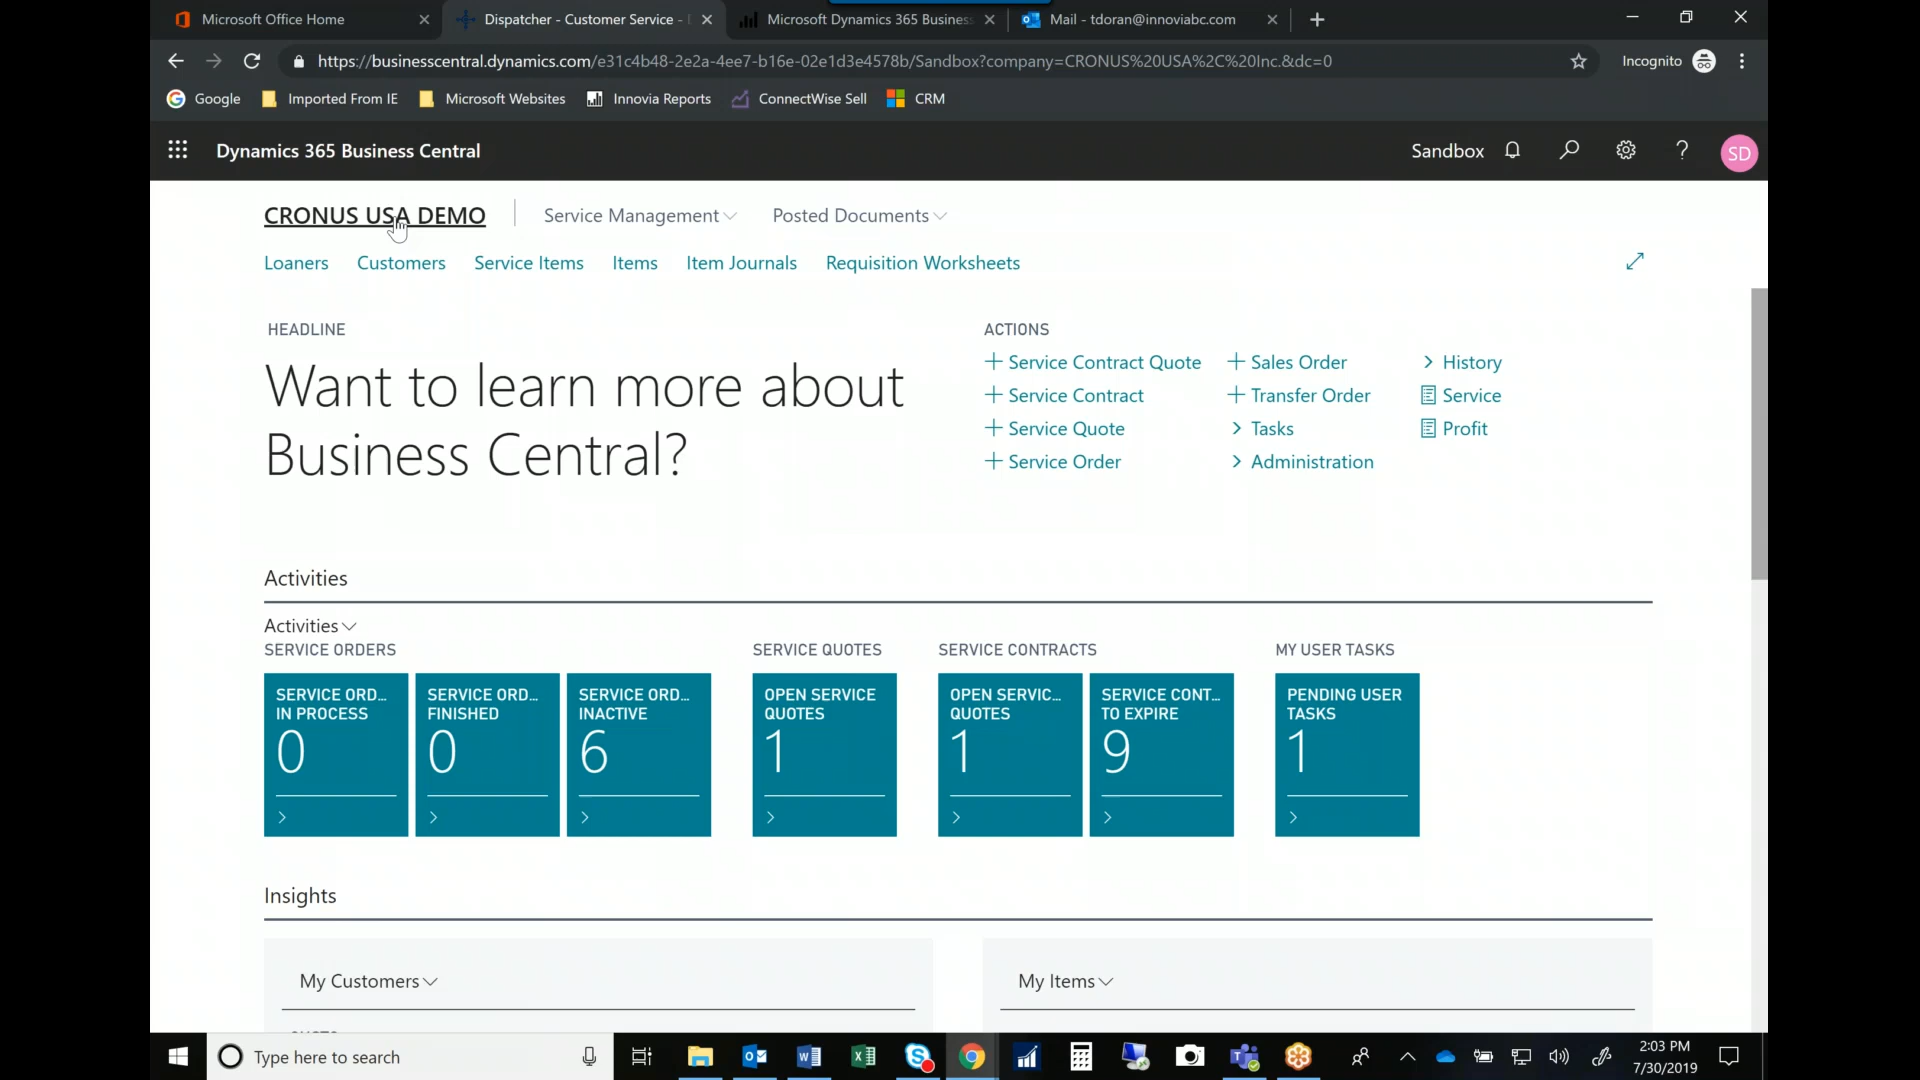 Microsoft Office Home
Dispatcher - Customer Service -
Microsoft Dynamics 365 Business
Mail - tdoran@innoviabc.com
https://businesscentral.dynamics.com/e31c4b48-2e2a-4ee7-b16e-02e1d3e4578b/Sandbox?company=CRONUS%20USA%2C%20Inc.&dc=0
Incognito
Google
Imported From IE
Microsoft Websites
Innovia Reports
ConnectWise Sell
CRM
Dynamics 365 Business Central
Sandbox
SD
CRONUS USA DEMO
Service Management
Posted Documents
Loaners
Customers
Service Items
Items
Item Journals
Requisition Worksheets
HEADLINE
Want to learn more about
Business Central?
ACTIONS
Service Contract Quote
Service Contract
Service Quote
Service Order
Sales Order
Transfer Order
Tasks
Administration
History
Service
Profit
Activities
Activities
SERVICE ORDERS
SERVICE QUOTES
SERVICE CONTRACTS
MY USER TASKS
SERVICE ORD...
IN PROCESS
0
SERVICE ORD...
FINISHED
0
SERVICE ORD...
INACTIVE
6
OPEN SERVICE
QUOTES
1
OPEN SERVIC...
QUOTES
1
SERVICE CONT...
TO EXPIRE
9
PENDING USER
TASKS
1
Insights
My Customers
My Items
Type here to search
2:03 PM
7/30/2019